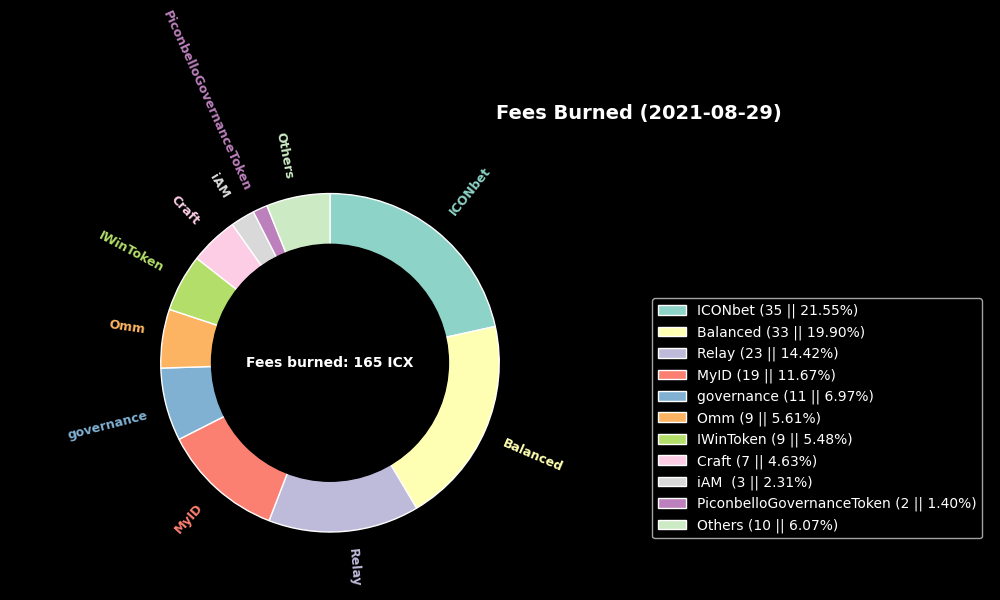 Fees Burned (2021-08-29)
PiconbelloGovernanceToken
Others
iAM
Craft
ICONbet
IWinToken
Omm
governance
Fees burned: 165 ICX
Balanced
MyID
Relay
ICONbet (35 || 21.55%)
Balanced (33 || 19.90%)
Relay (23 || 14.42%)
MyID (19 || 11.67%)
governance (11 || 6.97%)
Omm (9 || 5.61%)
IWinToken (9 || 5.48%)
Craft (7 || 4.63%)
iAM  (3 || 2.31%)
PiconbelloGovernanceToken (2 || 1.40%)
Others (10 || 6.07%)